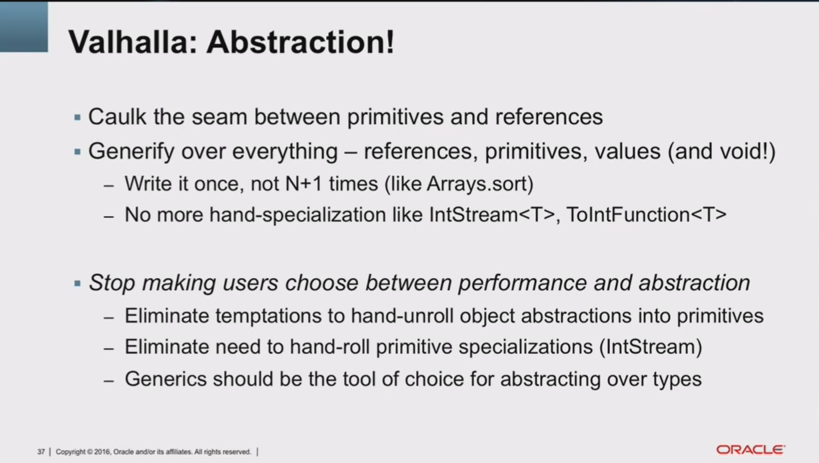 Valhalla: Abstraction!
▪ Caulk the seam between primitives and references
▪ Generify over everything – references, primitives, values (and void!)
– Write it once, not N+1 times (like Arrays.sort)
– No more hand-specialization like IntStream<T>, ToIntFunction<T>
▪ Stop making users choose between performance and abstraction
– Eliminate temptations to hand-unroll object abstractions into primitives
– Eliminate need to hand-roll primitive specializations (IntStream)
– Generics should be the tool of choice for abstracting over types
37 | Copyright © 2016, Oracle and/or its affiliates. All rights reserved. |
ORACLE